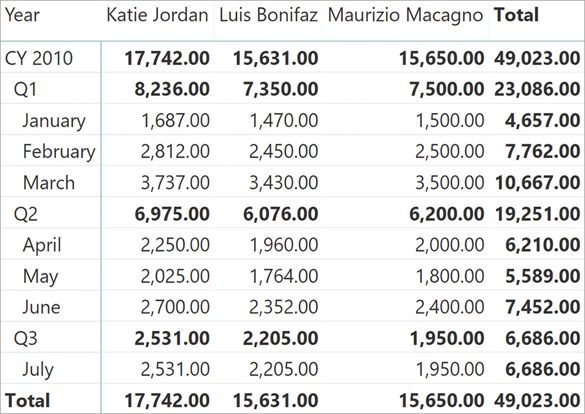 Year Katie Jordan Luis Bonifaz Maurizio Macagno Total
CY 2010 17,742.00 15,631.00 15,650.00 49,023.00
Q1 8,236.00 7,350.00 7,500.00 23,086.00
January 1,687.00 1,470.00 1,500.00 4,657.00
February 2,812.00 2,450.00 2,500.00 7,762.00
March 3,737.00 3,430.00 3,500.00 10,667.00
Q2 6,975.00 6,076.00 6,200.00 19,251.00
April 2,250.00 1,960.00 2,000.00 6,210.00
May 2,025.00 1,764.00 1,800.00 5,589.00
June 2,700.00 2,352.00 2,400.00 7,452.00
Q3 2,531.00 2,205.00 1,950.00 6,686.00
July 2,531.00 2,205.00 1,950.00 6,686.00
Total 17,742.00 15,631.00 15,650.00 49,023.00